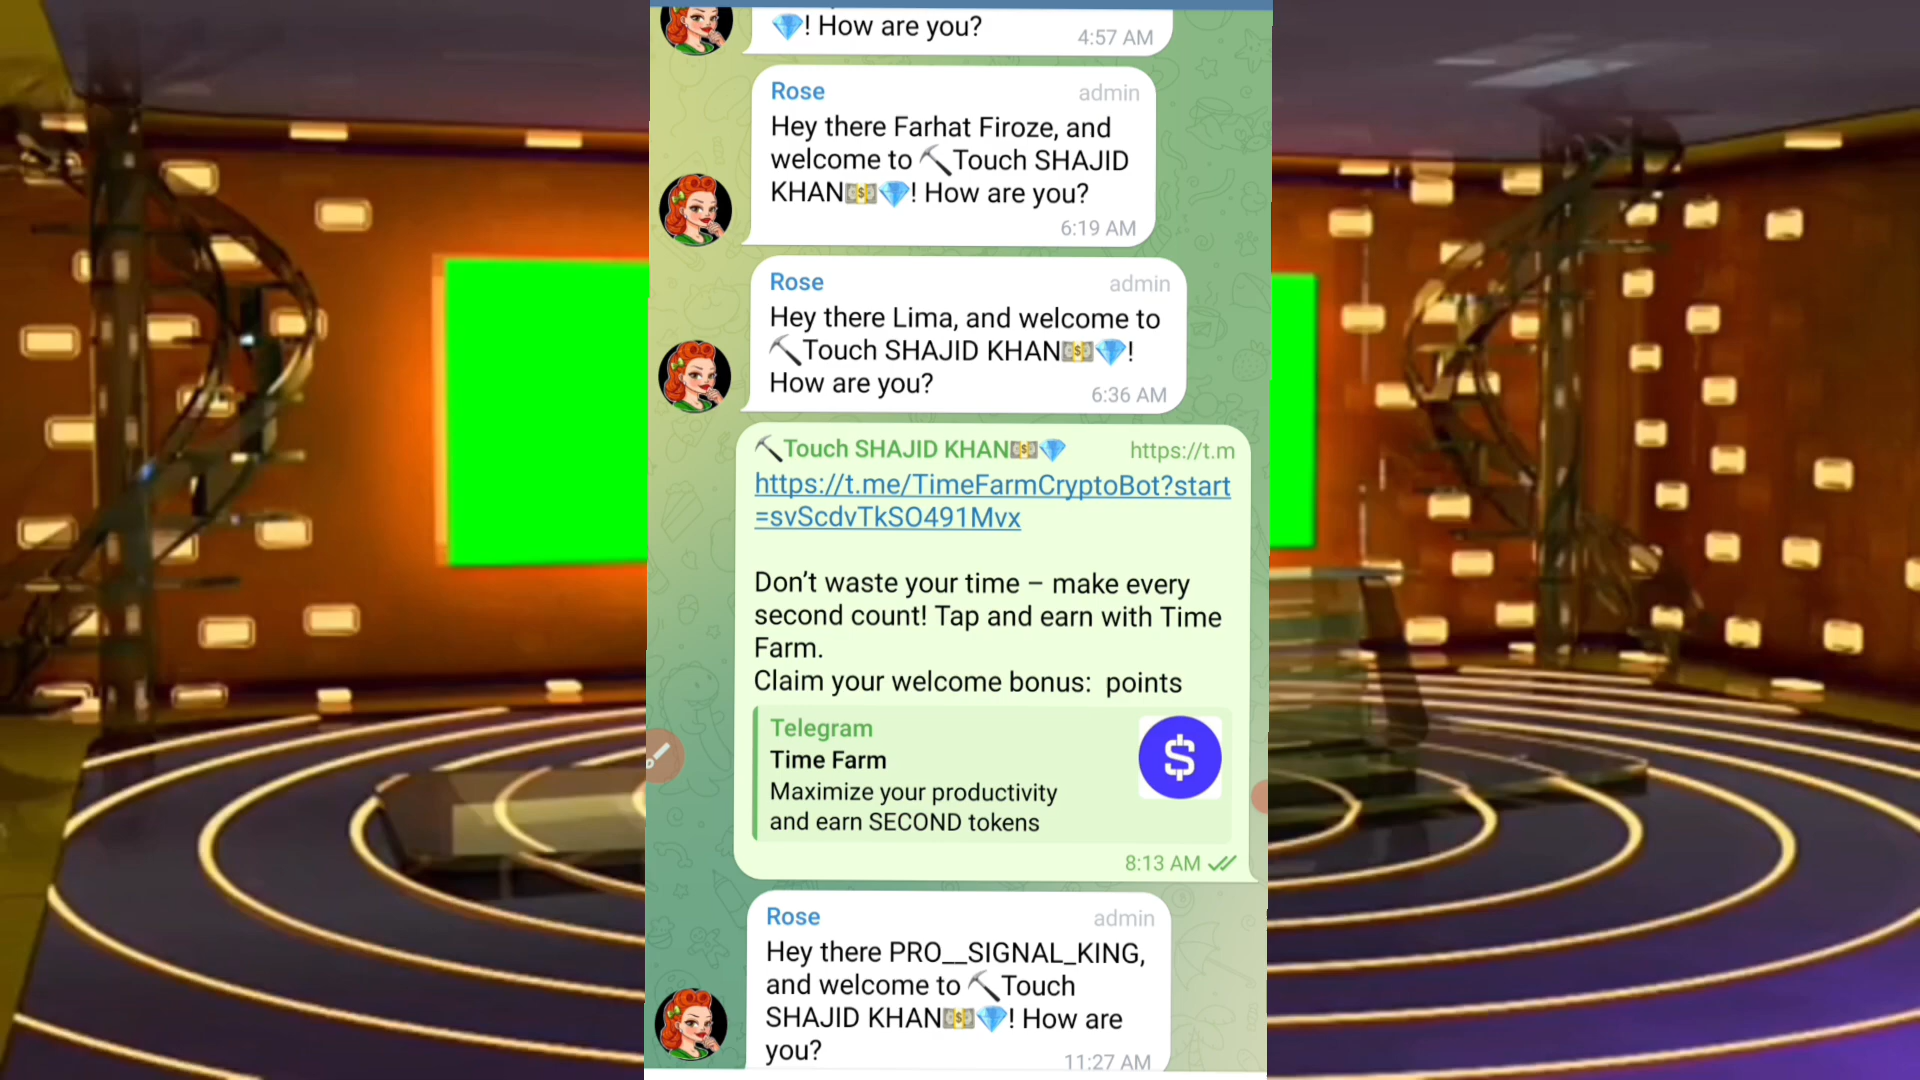 💎! How are you?
4:57 AM
Rose admin
Hey there Farhat Firoze, and
welcome to ⛏Touch SHAJID
KHAN💵💎! How are you?
6:19 AM
Rose admin
Hey there Lima, and welcome to
⛏Touch SHAJID KHAN💵💎!
How are you?
6:36 AM
⛏Touch SHAJID KHAN💵💎 https://t.m
https://t.me/TimeFarmCryptoBot?start
=svScdvTkSO491Mvx
Don’t waste your time – make every
second count! Tap and earn with Time
Farm.
Claim your welcome bonus:  points
Telegram
Time Farm
Maximize your productivity
and earn SECOND tokens
$
8:13 AM
Rose admin
Hey there PRO__SIGNAL_KING,
and welcome to ⛏Touch
SHAJID KHAN💵💎! How are
you?
11:27 AM